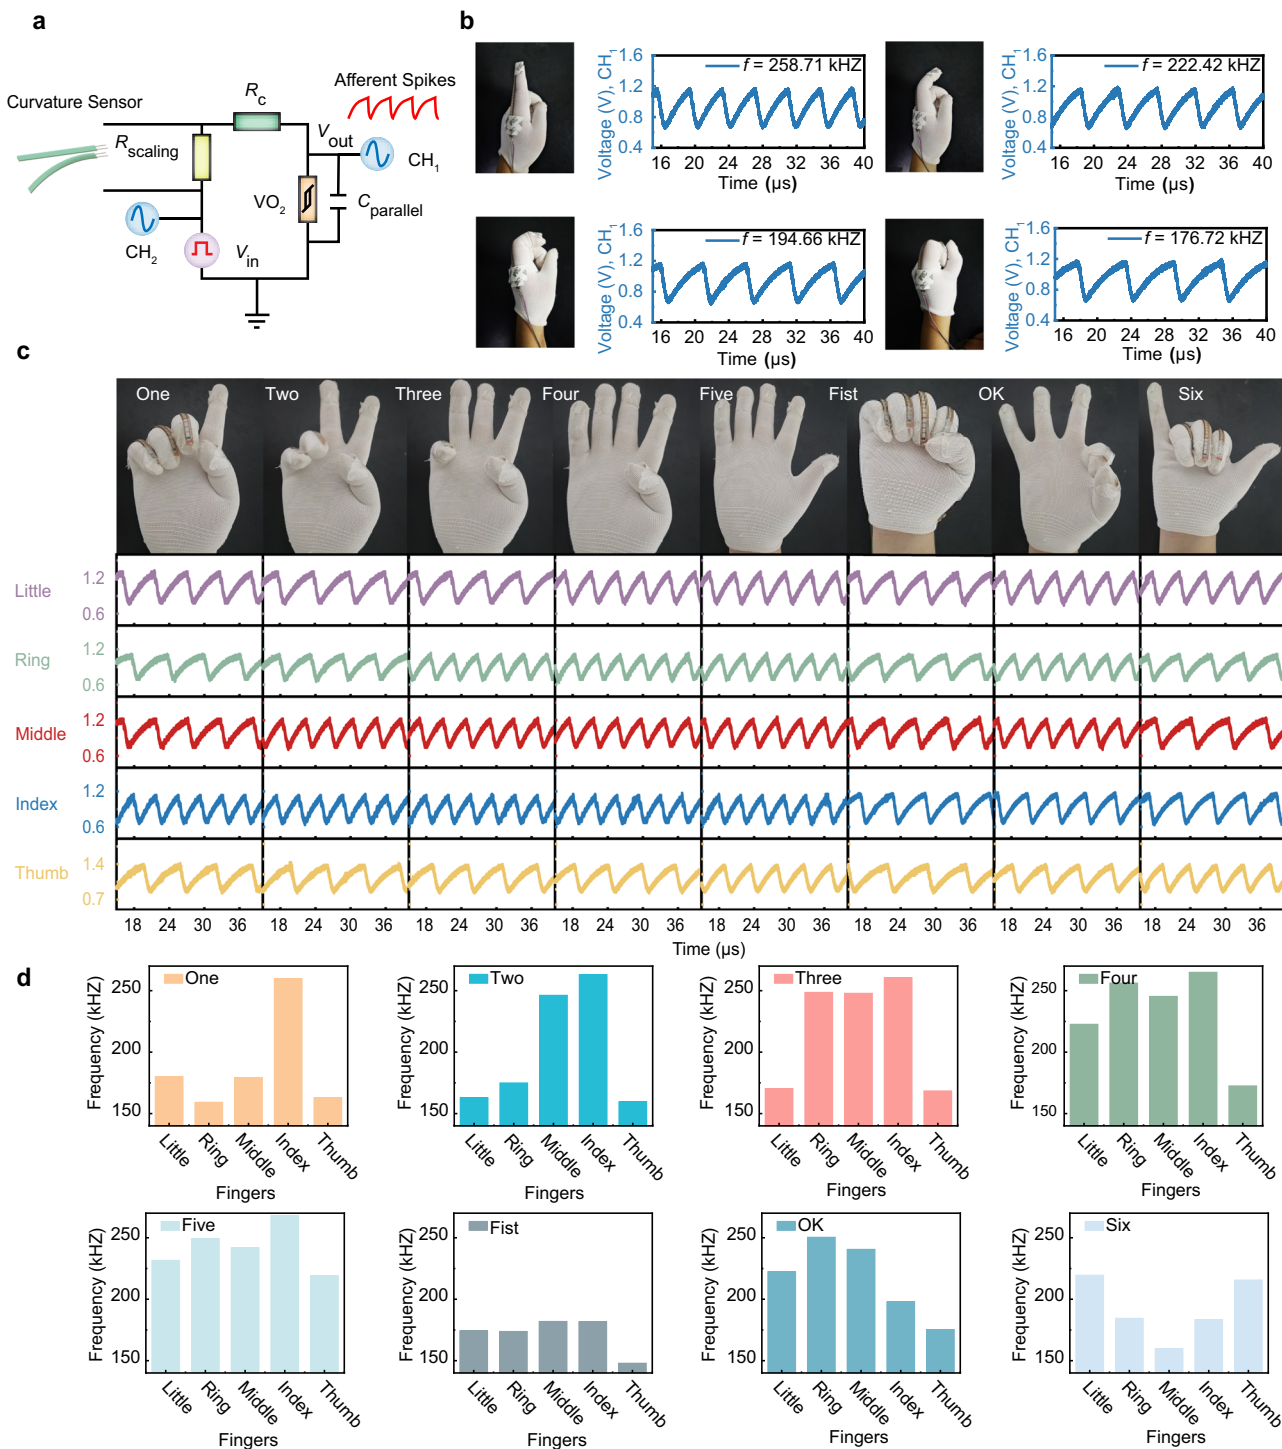 a
Curvature Sensor
R_scaling
R_c
Afferent Spikes
V_out
CH_1
VO_2
C_parallel
CH_2
V_in
b
Voltage (V), CH_1
1.6
1.2
0.8
0.4
f = 258.71 kHZ
16 20 24 28 32 36 40
Time (µs)
Voltage (V), CH_1
1.6
1.2
0.8
0.4
f = 222.42 kHZ
16 20 24 28 32 36 40
Time (µs)
Voltage (V), CH_1
1.6
1.2
0.8
0.4
f = 194.66 kHZ
16 20 24 28 32 36 40
Time (µs)
Voltage (V), CH_1
1.6
1.2
0.8
0.4
f = 176.72 kHZ
16 20 24 28 32 36 40
Time (µs)
c
One Two Three Four Five Fist OK Six
Little 1.2
0.6
Ring 1.2
0.6
Middle 1.2
0.6
Index 1.2
0.6
Thumb 1.4
0.7
18 24 30 36 18 24 30 36 18 24 30 36 18 24 30 36 18 24 30 36 18 24 30 36 18 24 30 36 18 24 30 36
Time (µs)
d
Frequency (kHZ)
250
200
150
One
Little Ring Middle Index Thumb
Fingers
Frequency (kHZ)
250
200
150
Two
Little Ring Middle Index Thumb
Fingers
Frequency (kHZ)
250
200
150
Three
Little Ring Middle Index Thumb
Fingers
Frequency (kHZ)
250
200
150
Four
Little Ring Middle Index Thumb
Fingers
Frequency (kHZ)
250
200
150
Five
Little Ring Middle Index Thumb
Fingers
Frequency (kHZ)
250
200
150
Fist
Little Ring Middle Index Thumb
Fingers
Frequency (kHZ)
250
200
150
OK
Little Ring Middle Index Thumb
Fingers
Frequency (kHZ)
250
200
150
Six
Little Ring Middle Index Thumb
Fingers